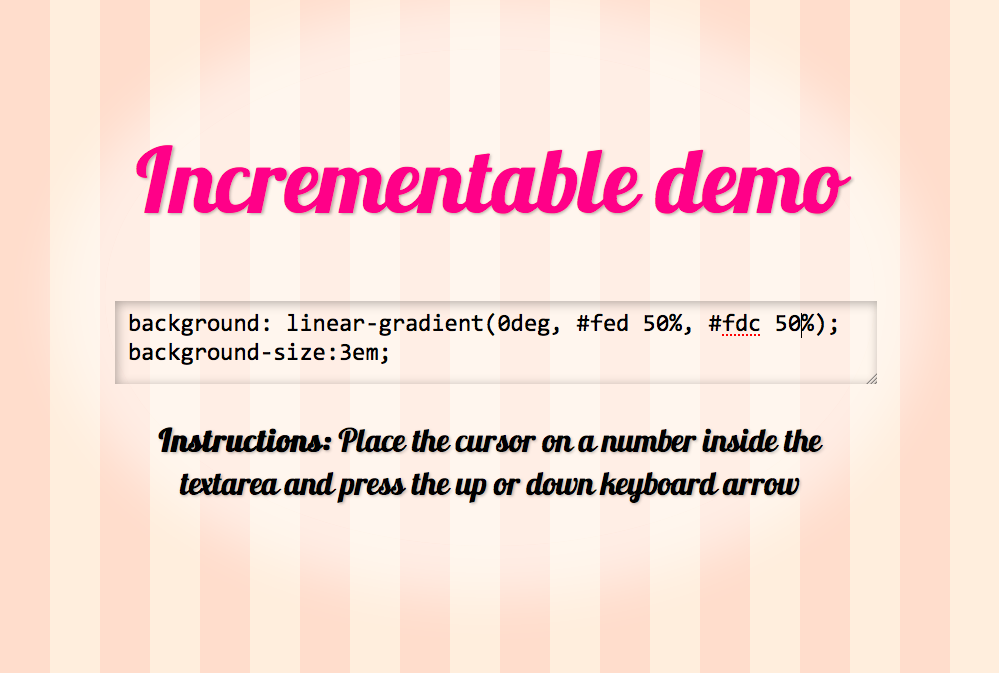 Incrementable demo
background: linear-gradient(0deg, #fed 50%, #fdc 50%);
background-size:3em;
Instructions: Place the cursor on a number inside the
textarea and press the up or down keyboard arrow